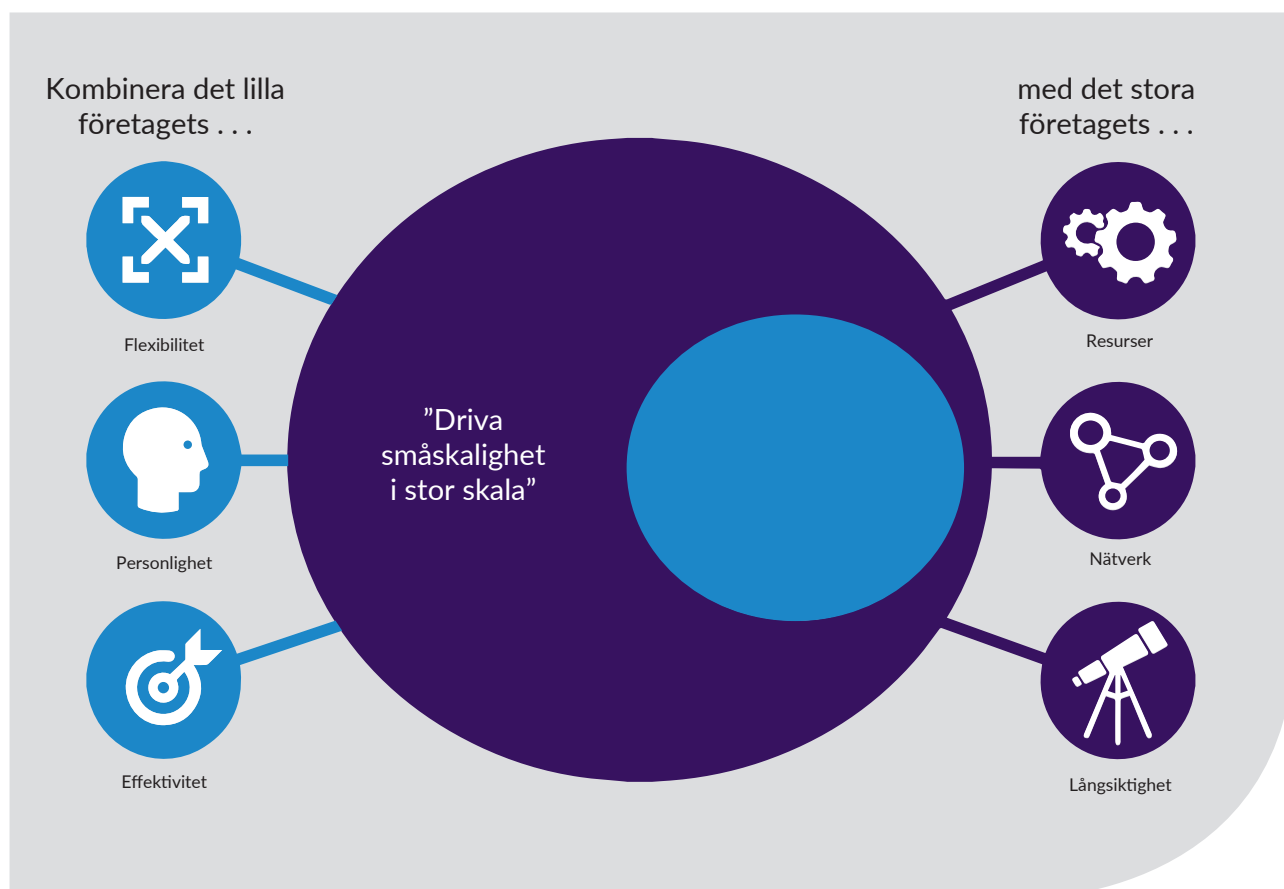 Kombinera det lilla
företagets . . .
Flexibilitet
Personlighet
Effektivitet
”Driva
småskalighet
i stor skala”
med det stora
företagets . . .
Resurser
Nätverk
Långsiktighet